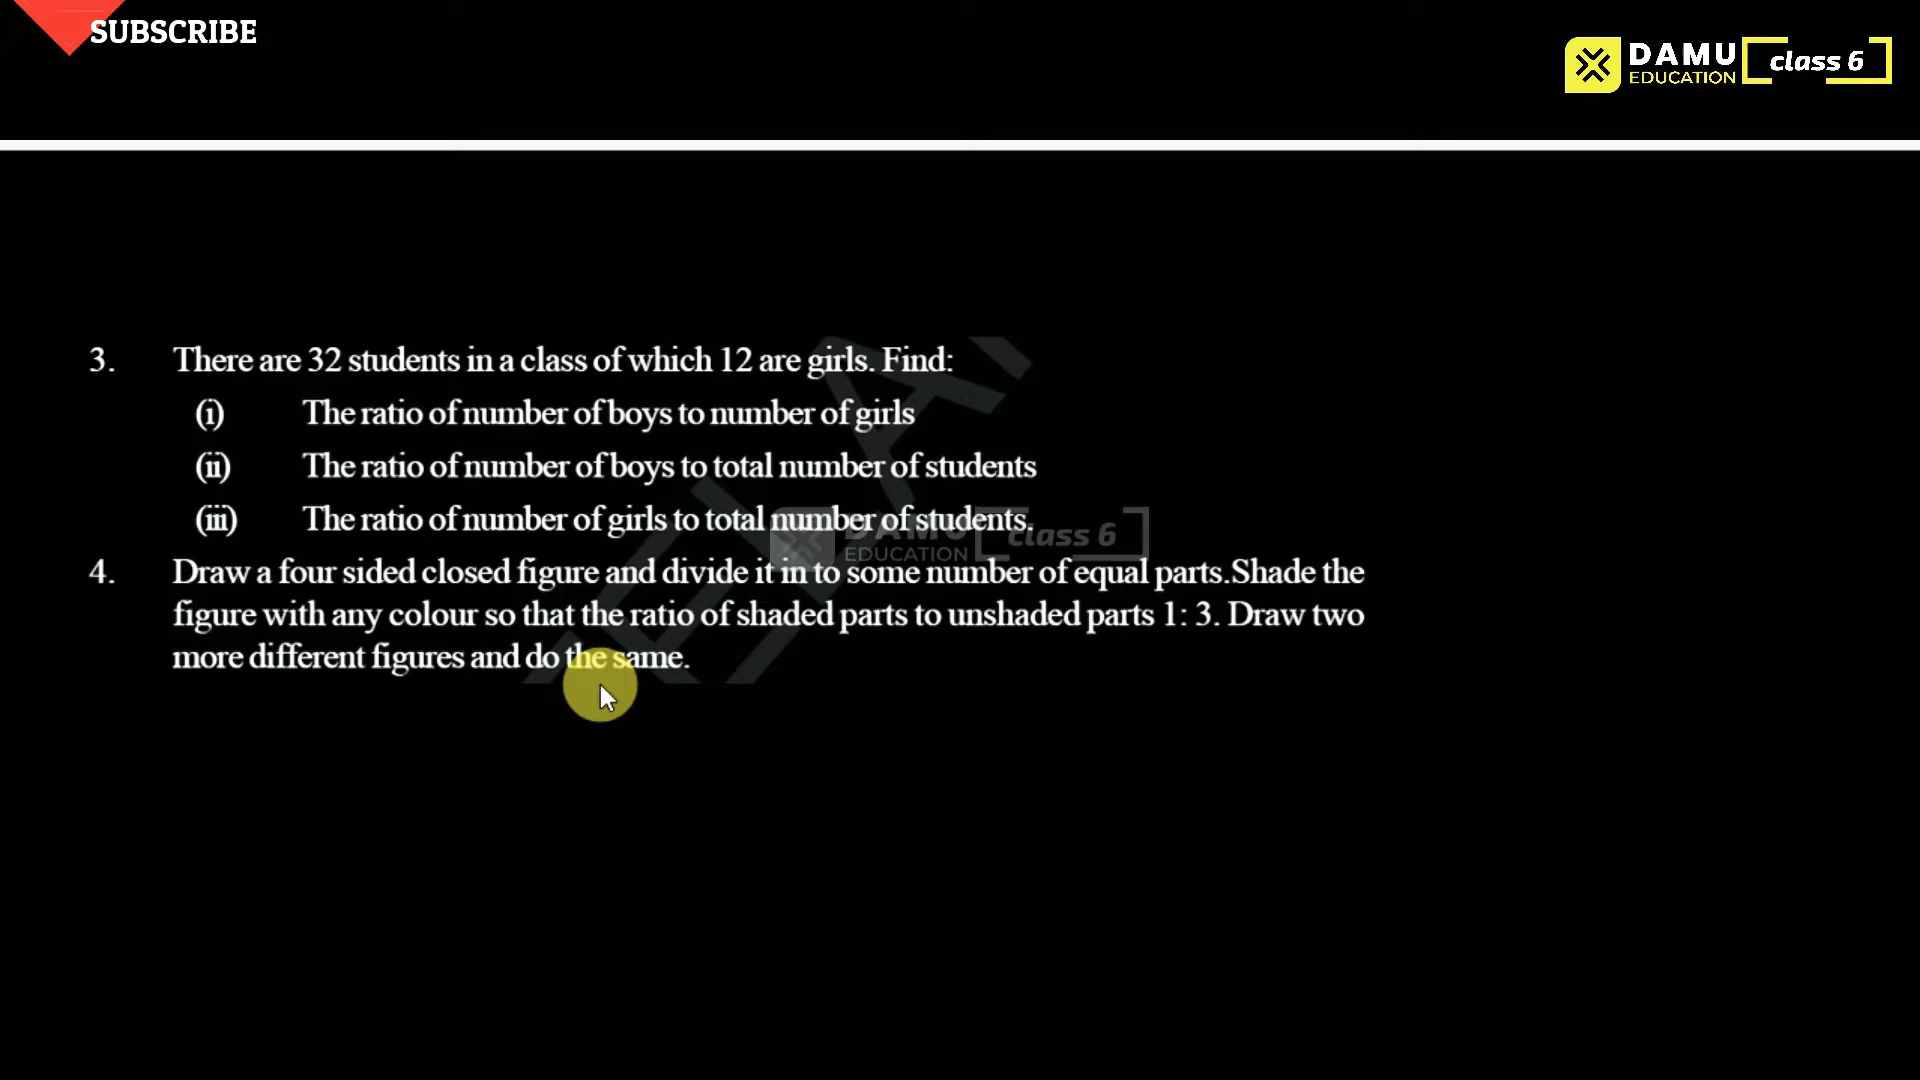 SUBSCRIBE
DAMU
EDUCATION
class 6
3. There are 32 students in a class of which 12 are girls. Find:
(i) The ratio of number of boys to number of girls
(ii) The ratio of number of boys to total number of students
(iii) The ratio of number of girls to total number of students.
DAMU
EDUCATION
class 6
4. Draw a four sided closed figure and divide it in to some number of equal parts.Shade the
figure with any colour so that the ratio of shaded parts to unshaded parts 1: 3. Draw two
more different figures and do the same.